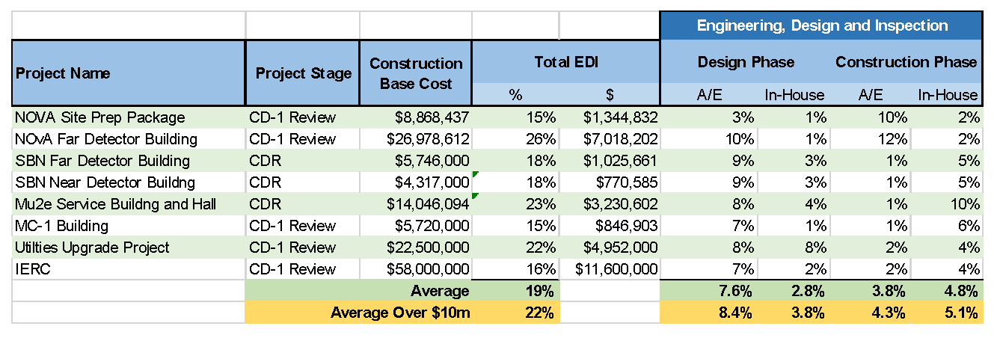 Engineering, Design and Inspection
Project Name Project Stage Construction Base Cost Total EDI Design Phase Construction Phase
% $ A/E In-House A/E In-House
NOVA Site Prep Package CD-1 Review $8,868,437 15% $1,344,832 3% 1% 10% 2%
NOvA Far Detector Building CD-1 Review $26,978,612 26% $7,018,202 10% 1% 12% 2%
SBN Far Detector Building CDR $5,746,000 18% $1,025,661 9% 3% 1% 5%
SBN Near Detector Buildng CDR $4,317,000 18% $770,585 9% 3% 1% 5%
Mu2e Service Buildng and Hall CDR $14,046,094 23% $3,230,602 8% 4% 1% 10%
MC-1 Building CD-1 Review $5,720,000 15% $846,903 7% 1% 1% 6%
Utilties Upgrade Project CD-1 Review $22,500,000 22% $4,952,000 8% 8% 2% 4%
IERC CD-1 Review $58,000,000 16% $11,600,000 7% 2% 2% 4%
Average 19% 7.6% 2.8% 3.8% 4.8%
Average Over $10m 22% 8.4% 3.8% 4.3% 5.1%